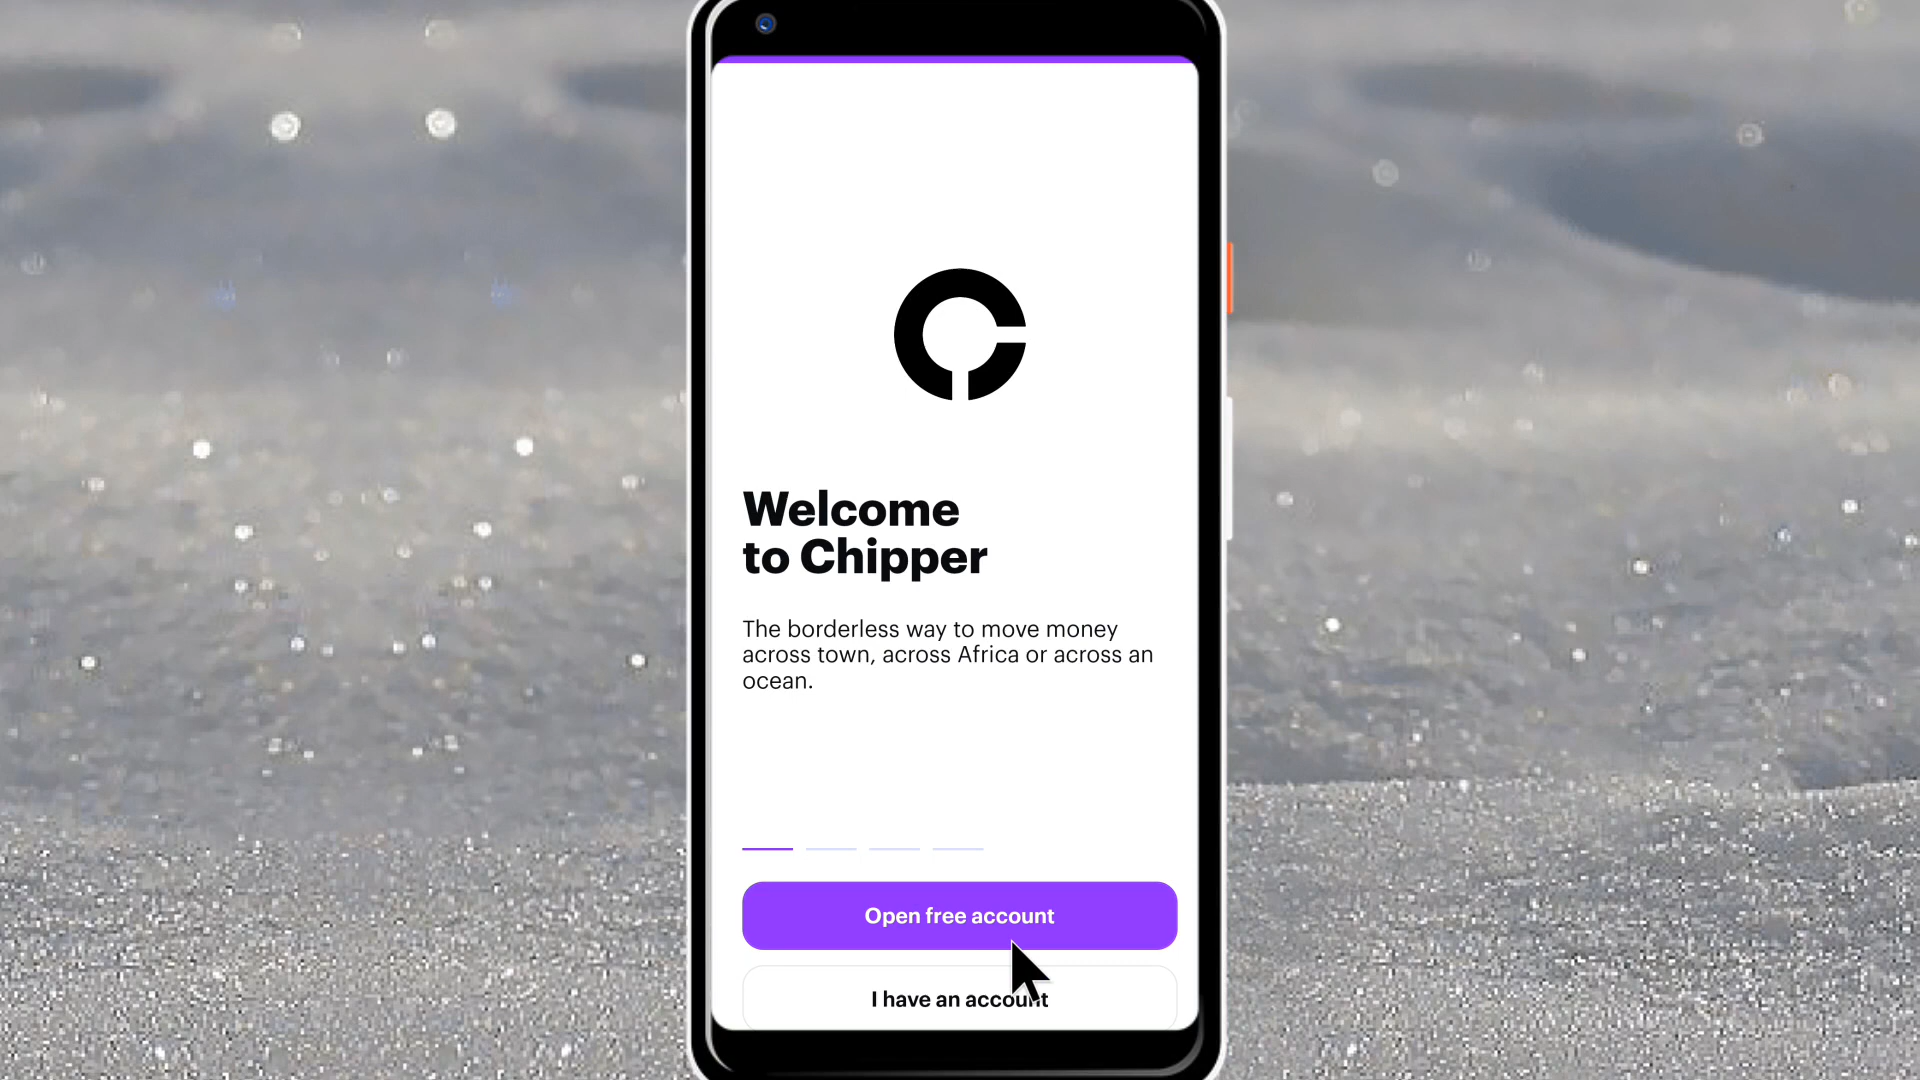 Welcome
to Chipper
The borderless way to move money
across town, across Africa or across an
ocean.
Open free account
I have an account